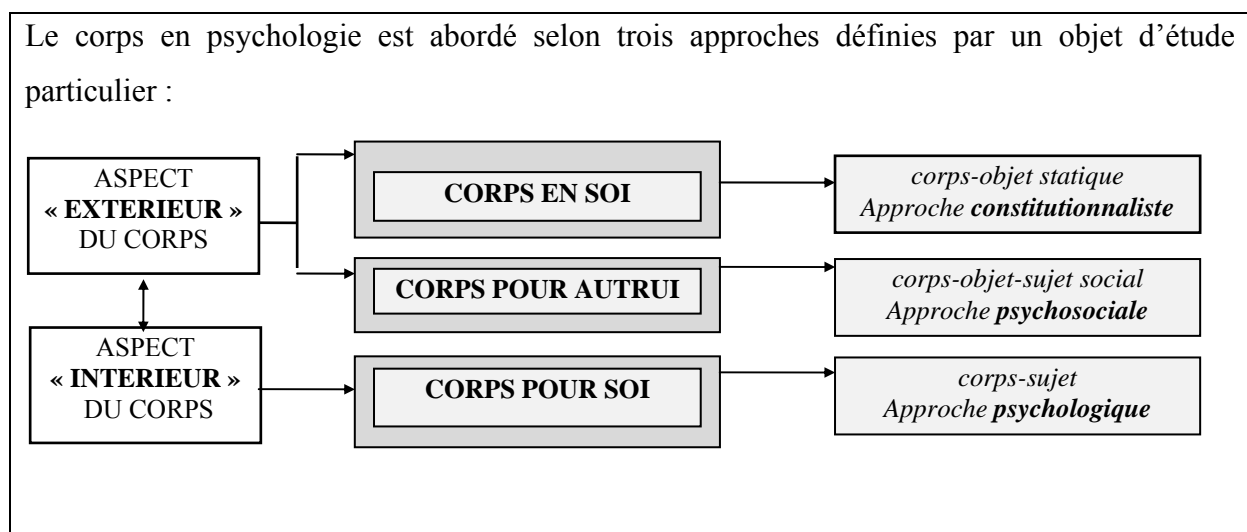 Le corps en psychologie est abordé selon trois approches définies par un objet d’étude
particulier :
ASPECT
« EXTERIEUR »
DU CORPS
CORPS EN SOI
corps-objet statique
Approche constitutionnaliste
CORPS POUR AUTRUI
corps-objet-sujet social
Approche psychosociale
ASPECT
« INTERIEUR »
DU CORPS
CORPS POUR SOI
corps-sujet
Approche psychologique